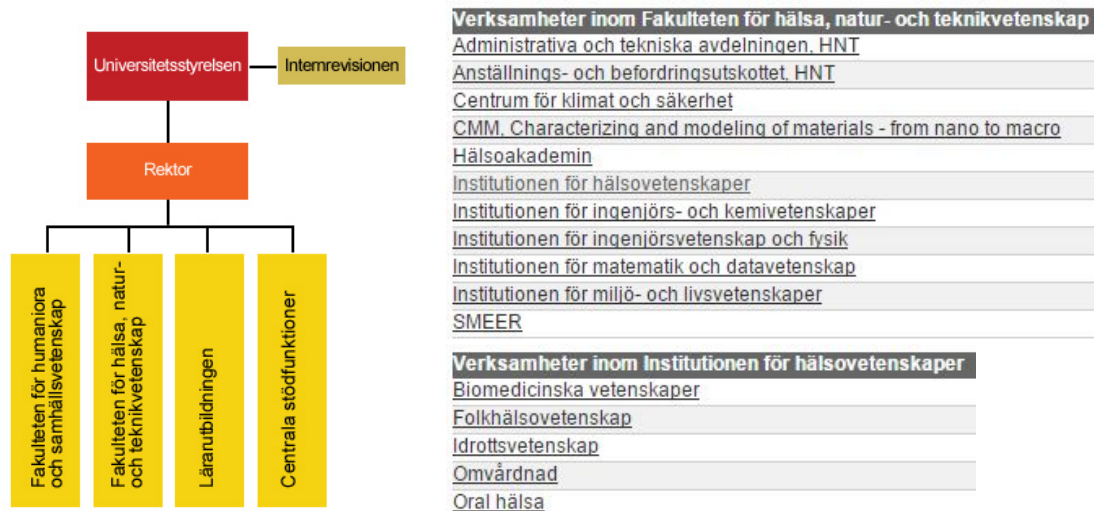 Universitetsstyrelsen
Internrevisionen
Rektor
Fakulteten för humaniora
och samhällsvetenskap
Fakulteten för hälsa, natur-
och teknikvetenskap
Lärarutbildningen
Centrala stödfunktioner
Verksamheter inom Fakulteten för hälsa, natur- och teknikvetenskap
Administrativa och tekniska avdelningen, HNT
Anställnings- och befordringsutskottet, HNT
Centrum för klimat och säkerhet
CMM, Characterizing and modeling of materials - from nano to macro
Hälsoakademin
Institutionen för hälsovetenskaper
Institutionen för ingenjörs- och kemivetenskaper
Institutionen för ingenjörsvetenskap och fysik
Institutionen för matematik och datavetenskap
Institutionen för miljö- och livsvetenskaper
SMEER
Verksamheter inom Institutionen för hälsovetenskaper
Biomedicinska vetenskaper
Folkhälsovetenskap
Idrottsvetenskap
Omvårdnad
Oral hälsa